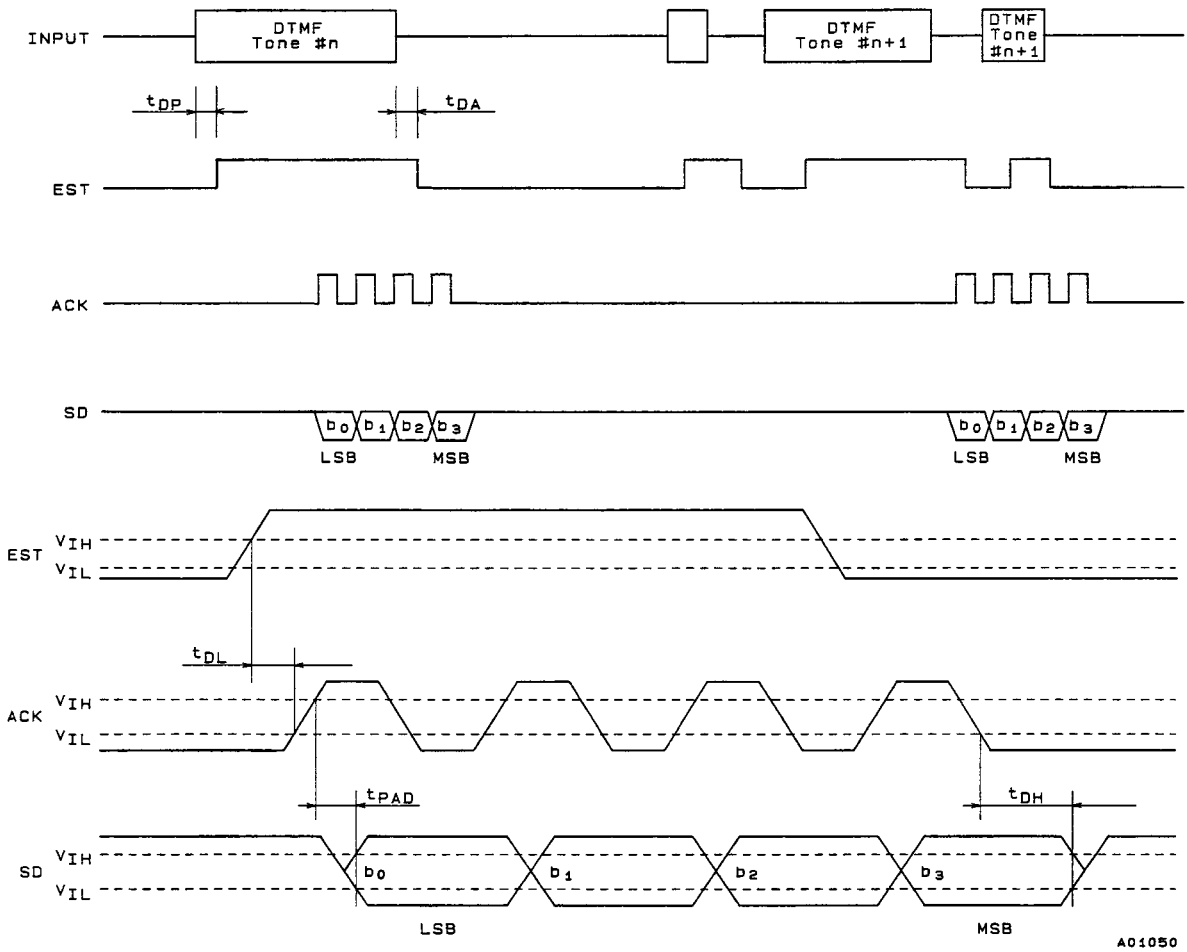 INPUT
DTMF
Tone #n
DTMF
Tone #n+1
DTMF
Tone
#n+1
tDP
tDA
EST
ACK
SD
b0 b1 b2 b3
b0 b1 b2 b3
LSB MSB
LSB MSB
EST
VIH
VIL
tDL
ACK
VIH
VIL
tPAD
tDH
SD
VIH
VIL
b0 b1 b2 b3
LSB MSB
A01050